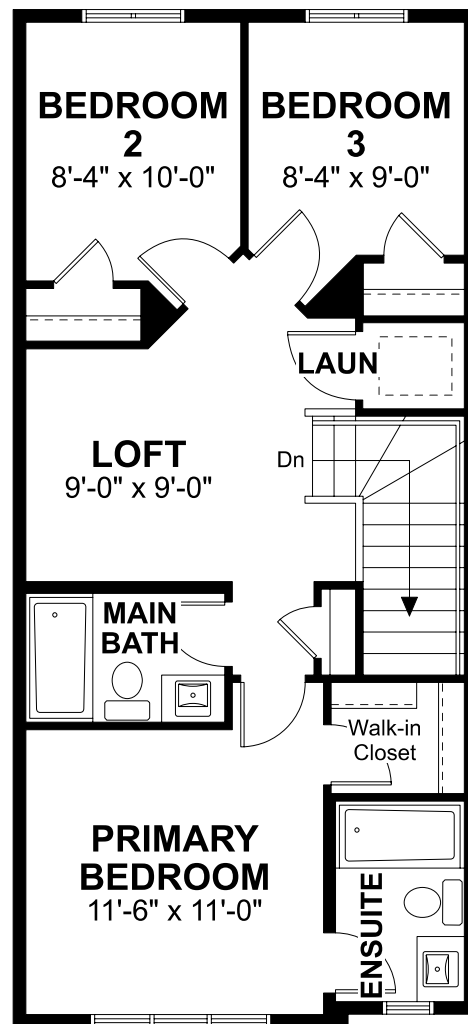 BEDROOM
2
8'-4" x 10'-0"
BEDROOM
3
8'-4" x 9'-0"
LAUN
LOFT
9'-0" x 9'-0"
Dn
MAIN
BATH
Walk-in
Closet
PRIMARY
BEDROOM
11'-6" x 11'-0"
ENSUITE